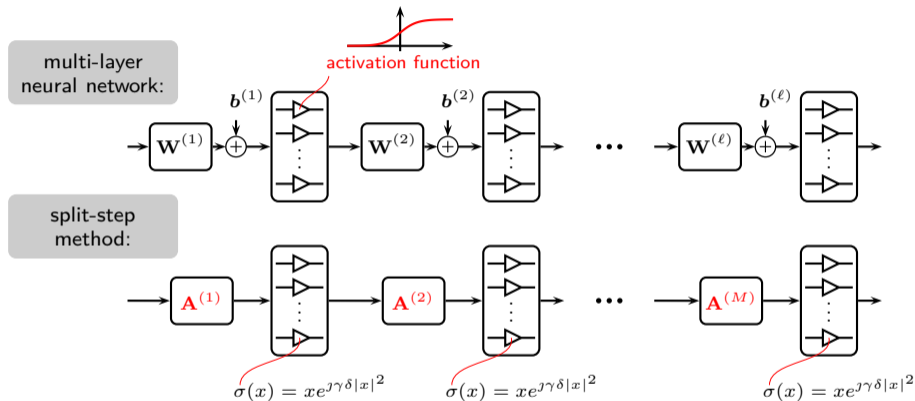 multi-layer
neural network:
activation function
b^{(1)} b^{(2)} b^{(ℓ)}
W^{(1)} + W^{(2)} + ... W^{(ℓ)} +
split-step
method:
A^{(1)} A^{(2)} ... A^{(M)}
σ(x) = xe^{ȷγδ|x|^2} σ(x) = xe^{ȷγδ|x|^2} σ(x) = xe^{ȷγδ|x|^2}